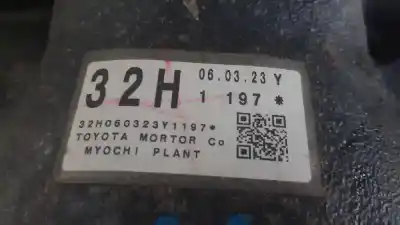 32H 06.03.23 Y
1 197 *
32H060323Y1197*
TOYOTA MORTOR Co
MYOCHI PLANT